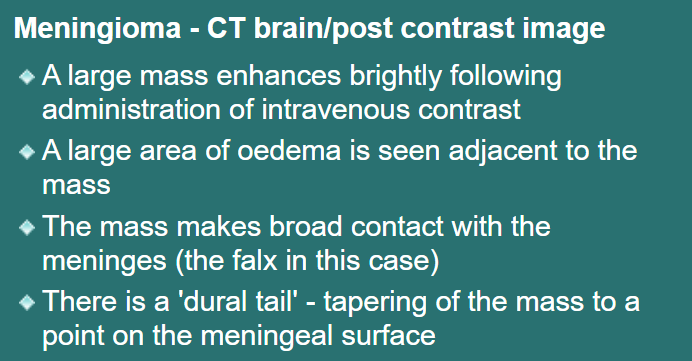 Meningioma - CT brain/post contrast image
A large mass enhances brightly following
administration of intravenous contrast
A large area of oedema is seen adjacent to the
mass
The mass makes broad contact with the
meninges (the falx in this case)
There is a 'dural tail' - tapering of the mass to a
point on the meningeal surface